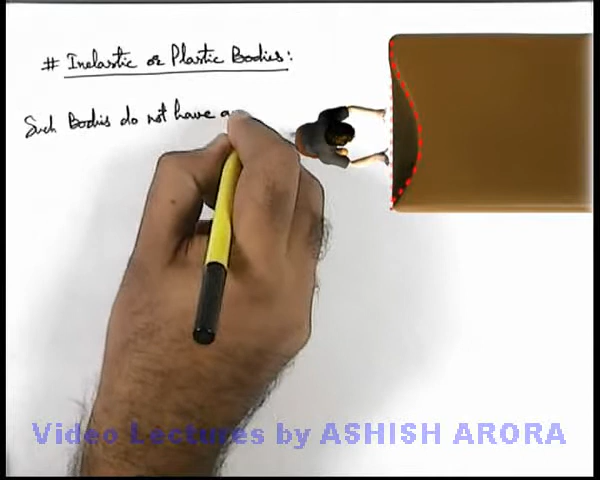 # Inelastic or Plastic Bodies:
Such Bodies do not have
Video Lectures by ASHISH ARORA